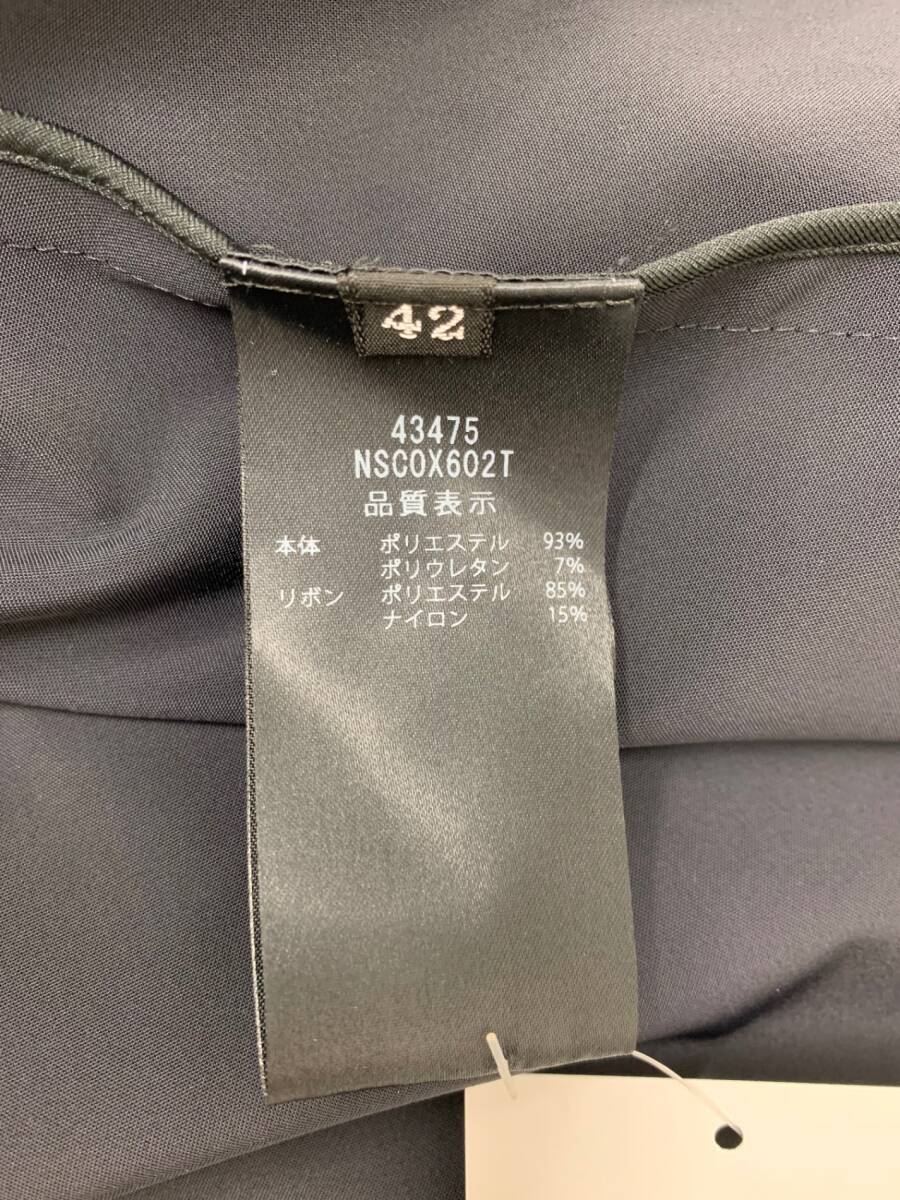 42
43475
NSCOX602T
品質表示
本体 ポリエステル 93%
ポリウレタン 7%
リボン ポリエステル 85%
ナイロン 15%